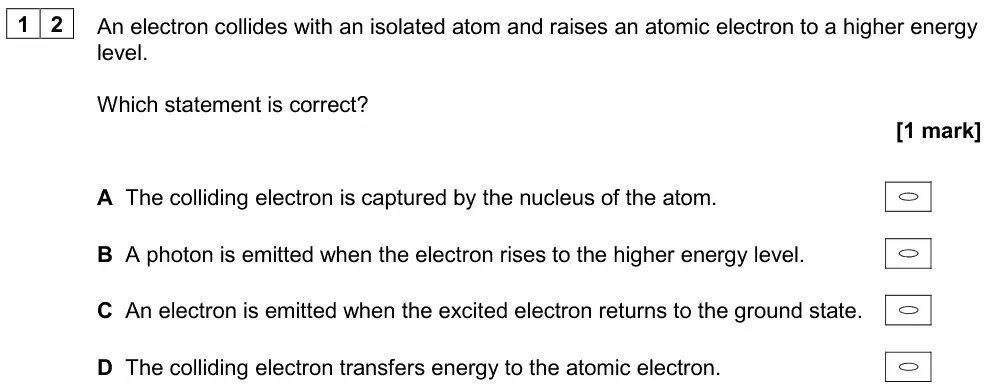 1 2 An electron collides with an isolated atom and raises an atomic electron to a higher energy
level.
Which statement is correct?
[1 mark]
A The colliding electron is captured by the nucleus of the atom.
B A photon is emitted when the electron rises to the higher energy level.
C An electron is emitted when the excited electron returns to the ground state.
D The colliding electron transfers energy to the atomic electron.